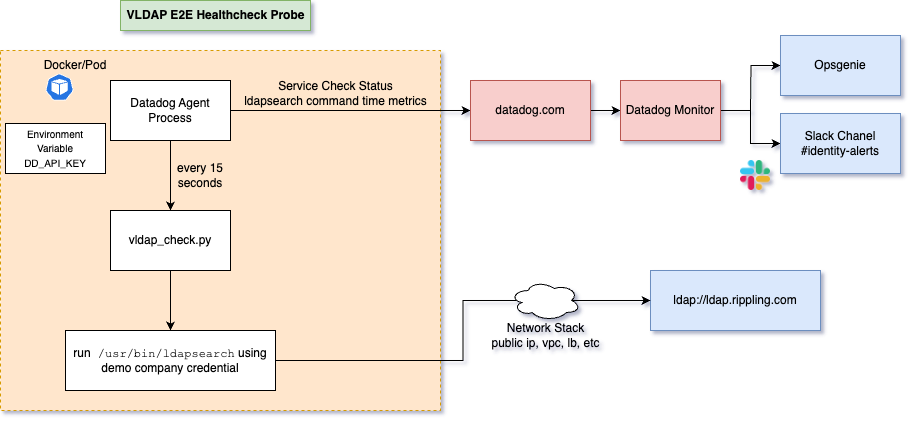 VLDAP E2E Healthcheck Probe
Docker/Pod
Datadog Agent
Process
Environment
Variable
DD_API_KEY
Service Check Status
ldapsearch command time metrics
datadog.com
Datadog Monitor
Opsgenie
Slack Chanel
#identity-alerts
every 15
seconds
vldap_check.py
run /usr/bin/ldapsearch using
demo company credential
Network Stack
public ip, vpc, lb, etc
ldap://ldap.rippling.com